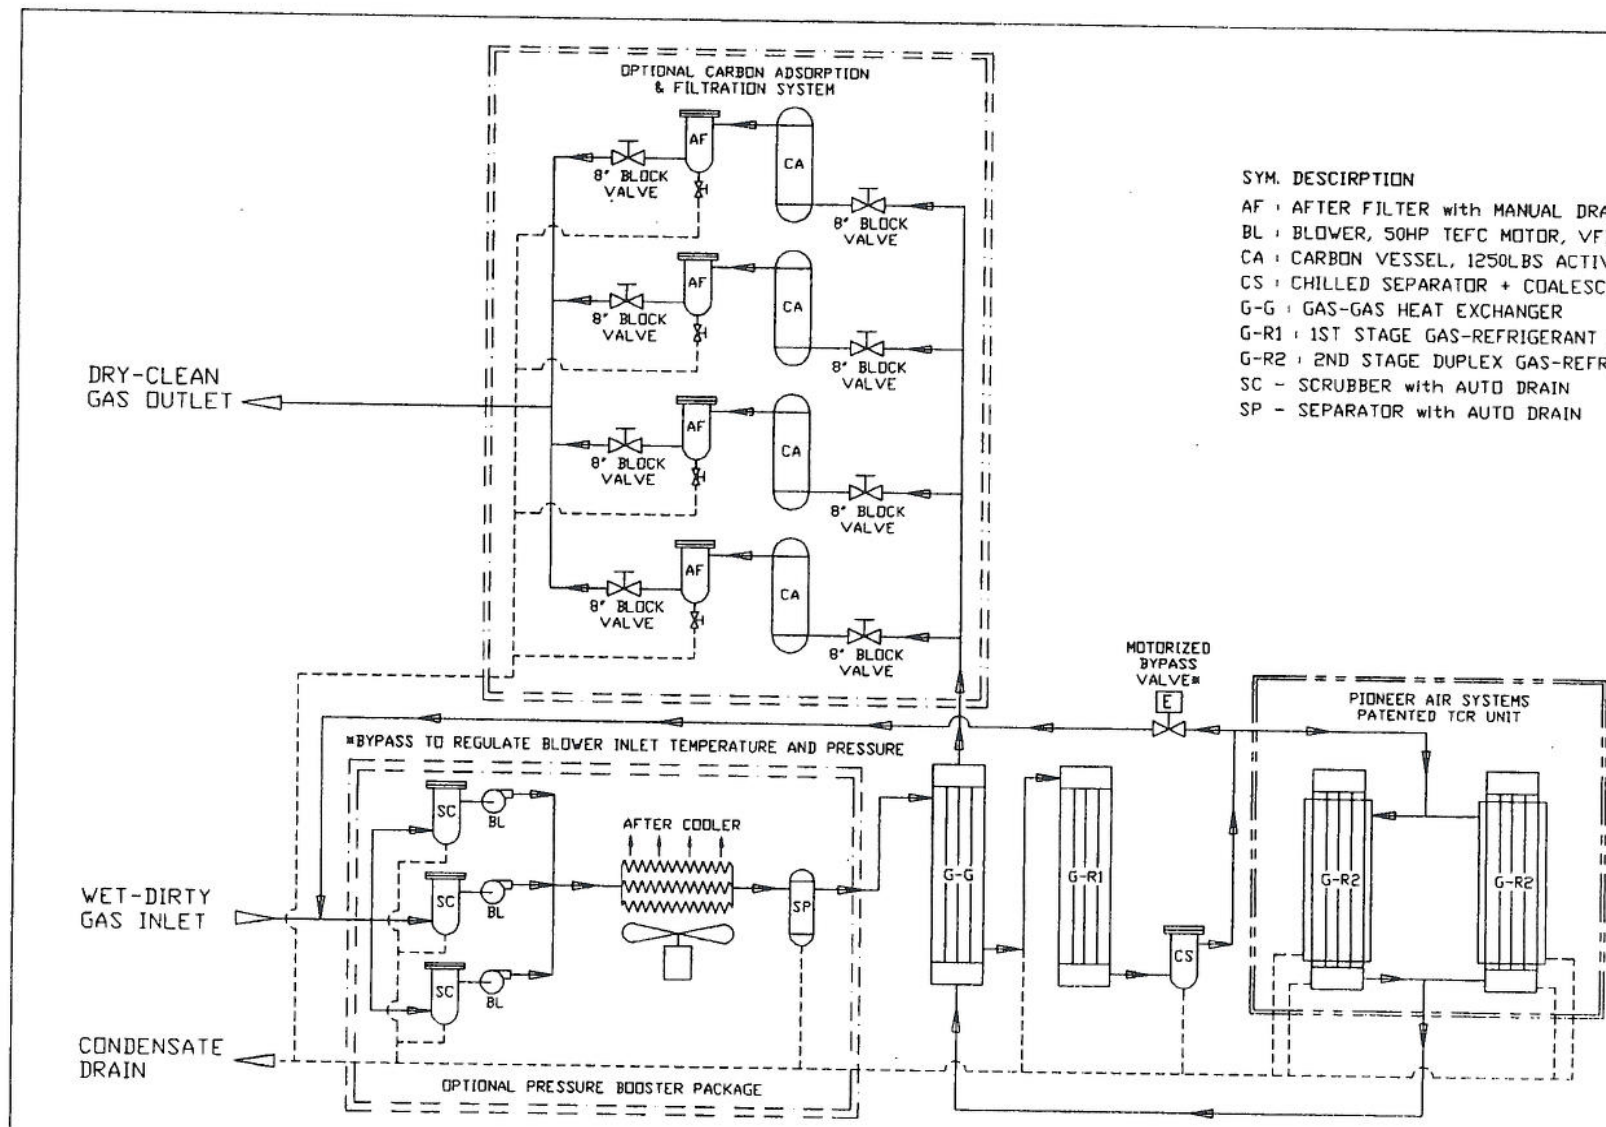 OPTIONAL CARBON ADSORPTION
& FILTRATION SYSTEM
AF
CA
8" BLOCK
VALVE
8" BLOCK
VALVE
AF
CA
8" BLOCK
VALVE
8" BLOCK
VALVE
AF
CA
8" BLOCK
VALVE
8" BLOCK
VALVE
AF
CA
8" BLOCK
VALVE
8" BLOCK
VALVE
SYM. DESCIRPTION
AF : AFTER FILTER with MANUAL DRA
BL : BLOWER, 50HP TEFC MOTOR, VF
CA : CARBON VESSEL, 1250LBS ACTIV
CS : CHILLED SEPARATOR + COALESC
G-G : GAS-GAS HEAT EXCHANGER
G-R1 : 1ST STAGE GAS-REFRIGERANT
G-R2 : 2ND STAGE DUPLEX GAS-REFR
SC - SCRUBBER with AUTO DRAIN
SP - SEPARATOR with AUTO DRAIN
DRY-CLEAN
GAS OUTLET
MOTORIZED
BYPASS
VALVE*
E
PIONEER AIR SYSTEMS
PATENTED TCR UNIT
*BYPASS TO REGULATE BLOWER INLET TEMPERATURE AND PRESSURE
SC
BL
AFTER COOLER
SC
BL
SP
G-G
G-R1
G-R2
G-R2
WET-DIRTY
GAS INLET
CS
SC
BL
CONDENSATE
DRAIN
OPTIONAL PRESSURE BOOSTER PACKAGE